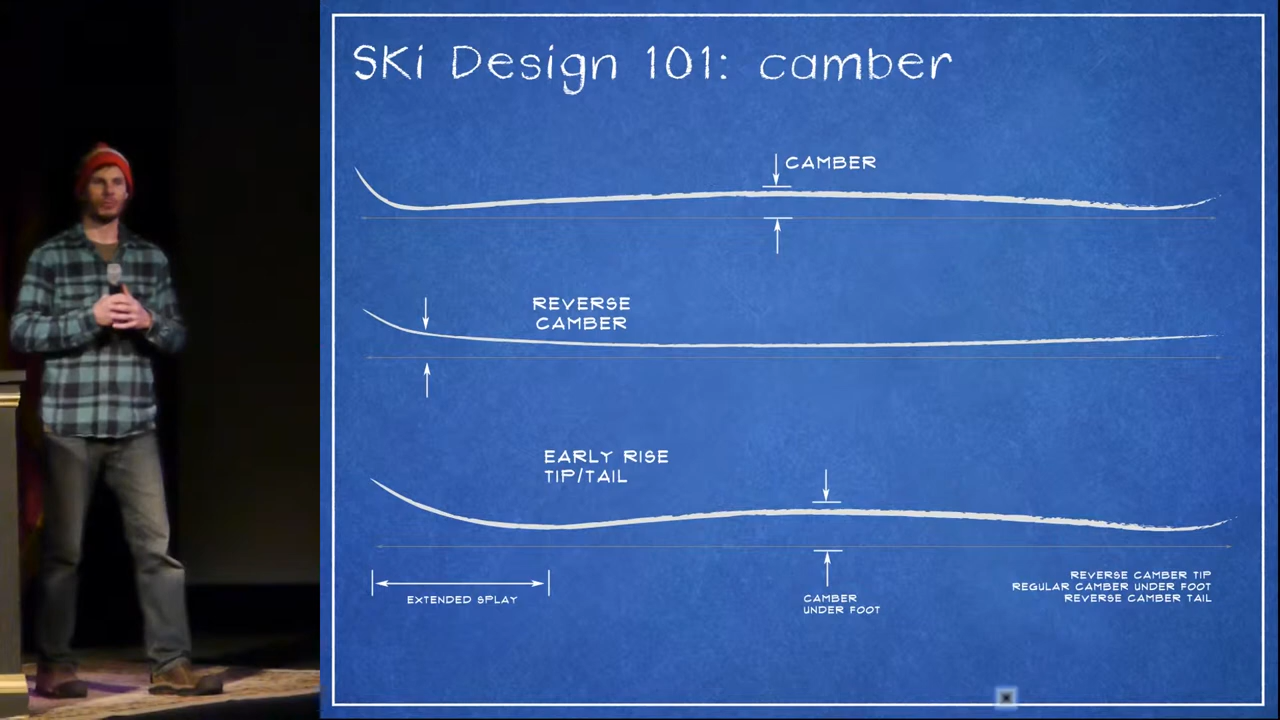 SKi Design 101: camber
CAMBER
REVERSE
CAMBER
EARLY RISE
TIP/TAIL
EXTENDED SPLAY
CAMBER
UNDER FOOT
REVERSE CAMBER TIP
REGULAR CAMBER UNDER FOOT
REVERSE CAMBER TAIL